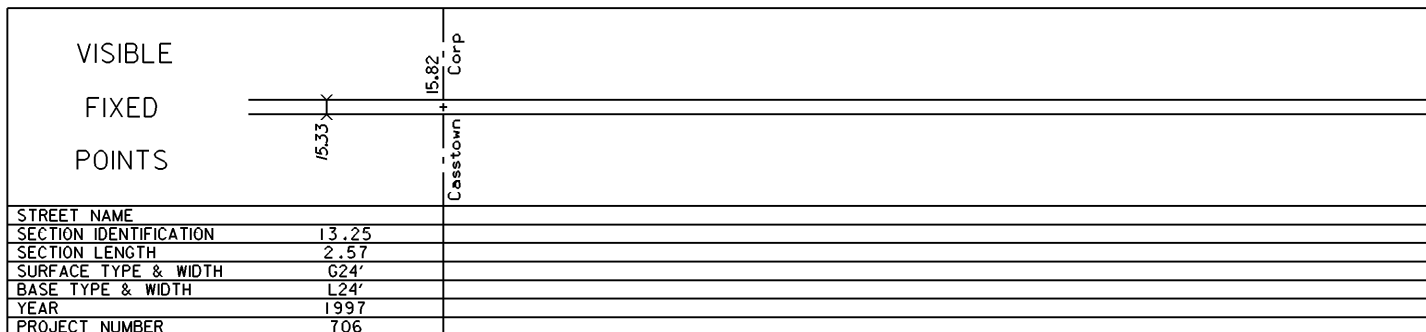 VISIBLE
FIXED
POINTS
15.33
15.82
Corp
Casstown
STREET NAME
SECTION IDENTIFICATION 13.25
SECTION LENGTH 2.57
SURFACE TYPE & WIDTH G24'
BASE TYPE & WIDTH L24'
YEAR 1997
PROJECT NUMBER 706